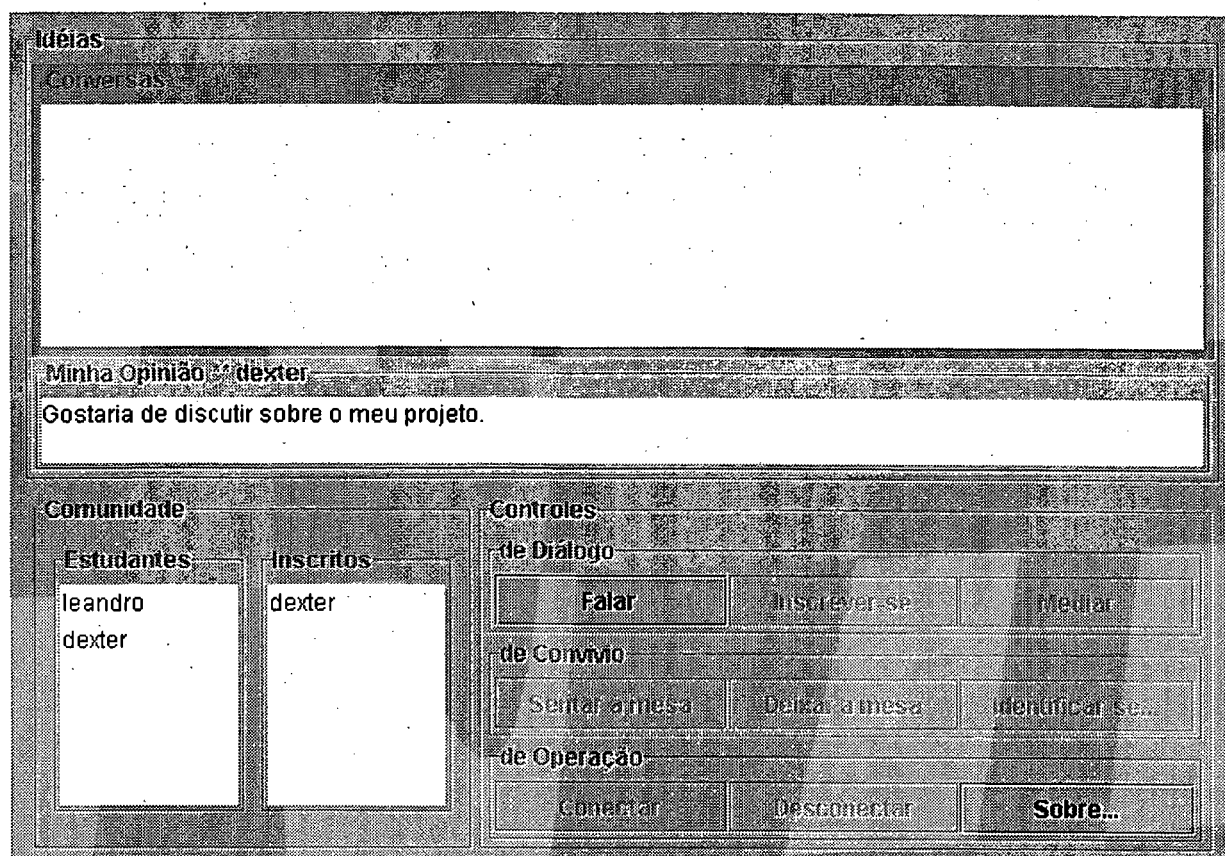 Idéias
Conversas
Minha Opinião :* dexter
Gostaria de discutir sobre o meu projeto.
Comunidade
Estudantes
leandro
dexter
Inscritos
dexter
Controles
de Diálogo
Falar Inscrever-se Mediar
de Convívio
Sentar a mesa Deixar a mesa Identificar-se...
de Operação
Conectar Desconectar Sobre...